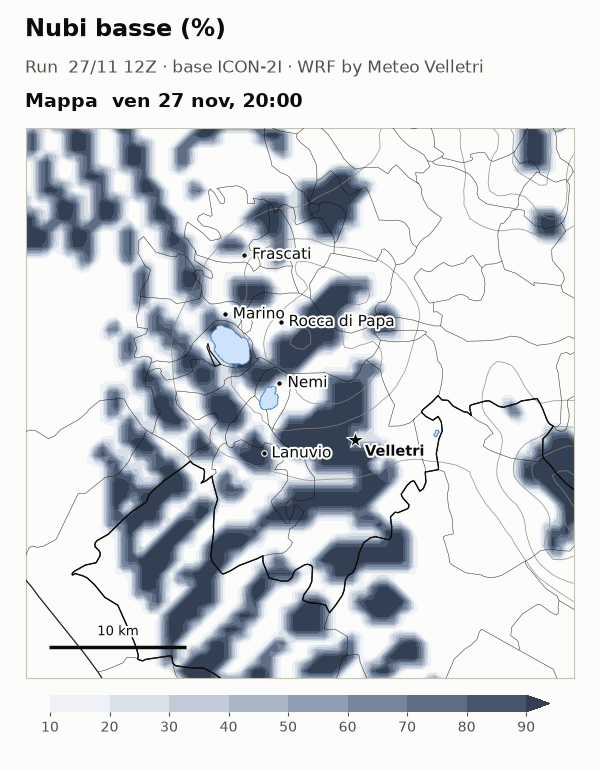 Nubi basse (%)
Run  27/11 12Z · base ICON-2I · WRF by Meteo Velletri
Mappa  ven 27 nov, 20:00
Frascati
Marino
Rocca di Papa
Nemi
Velletri
Lanuvio
10 km
10 20 30 40 50 60 70 80 90